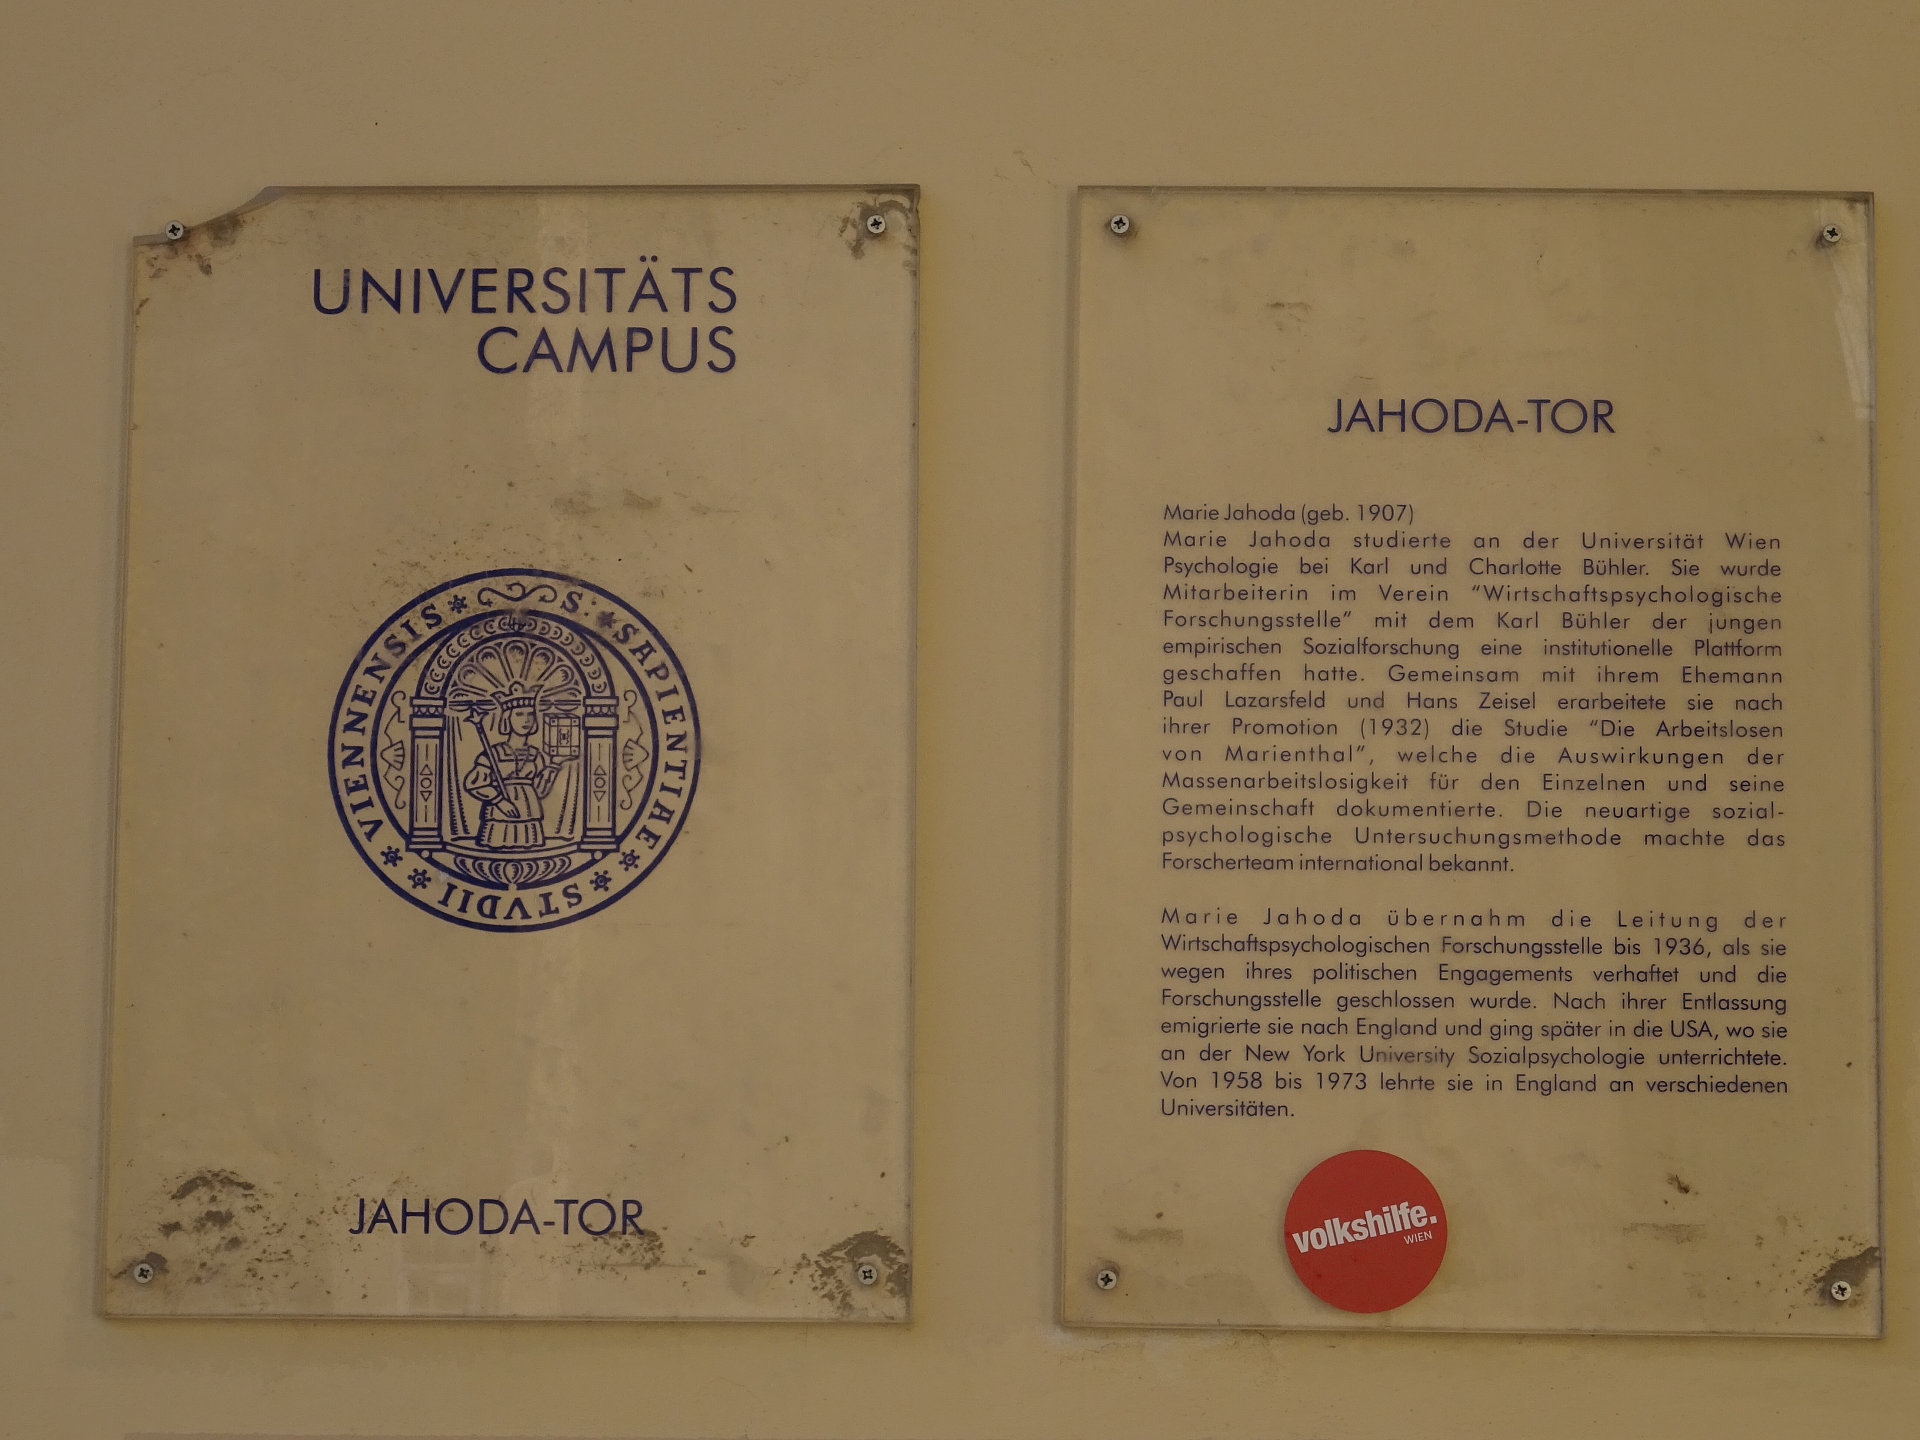 UNIVERSITÄTS
CAMPUS
S: SAPIENTIAE STVDII VIENNENSIS
JAHODA-TOR
JAHODA-TOR
Marie Jahoda (geb. 1907)
Marie Jahoda studierte an der Universität Wien
Psychologie bei Karl und Charlotte Bühler. Sie wurde
Mitarbeiterin im Verein “Wirtschaftspsychologische
Forschungsstelle” mit dem Karl Bühler der jungen
empirischen Sozialforschung eine institutionelle Plattform
geschaffen hatte. Gemeinsam mit ihrem Ehemann
Paul Lazarsfeld und Hans Zeisel erarbeitete sie nach
ihrer Promotion (1932) die Studie “Die Arbeitslosen
von Marienthal”, welche die Auswirkungen der
Massenarbeitslosigkeit für den Einzelnen und seine
Gemeinschaft dokumentierte. Die neuartige sozial-
psychologische Untersuchungsmethode machte das
Forscherteam international bekannt.
Marie Jahoda übernahm die Leitung der
Wirtschaftspsychologischen Forschungsstelle bis 1936, als sie
wegen ihres politischen Engagements verhaftet und die
Forschungsstelle geschlossen wurde. Nach ihrer Entlassung
emigrierte sie nach England und ging später in die USA, wo sie
an der New York University Sozialpsychologie unterrichtete.
Von 1958 bis 1973 lehrte sie in England an verschiedenen
Universitäten.
volkshilfe.
WIEN